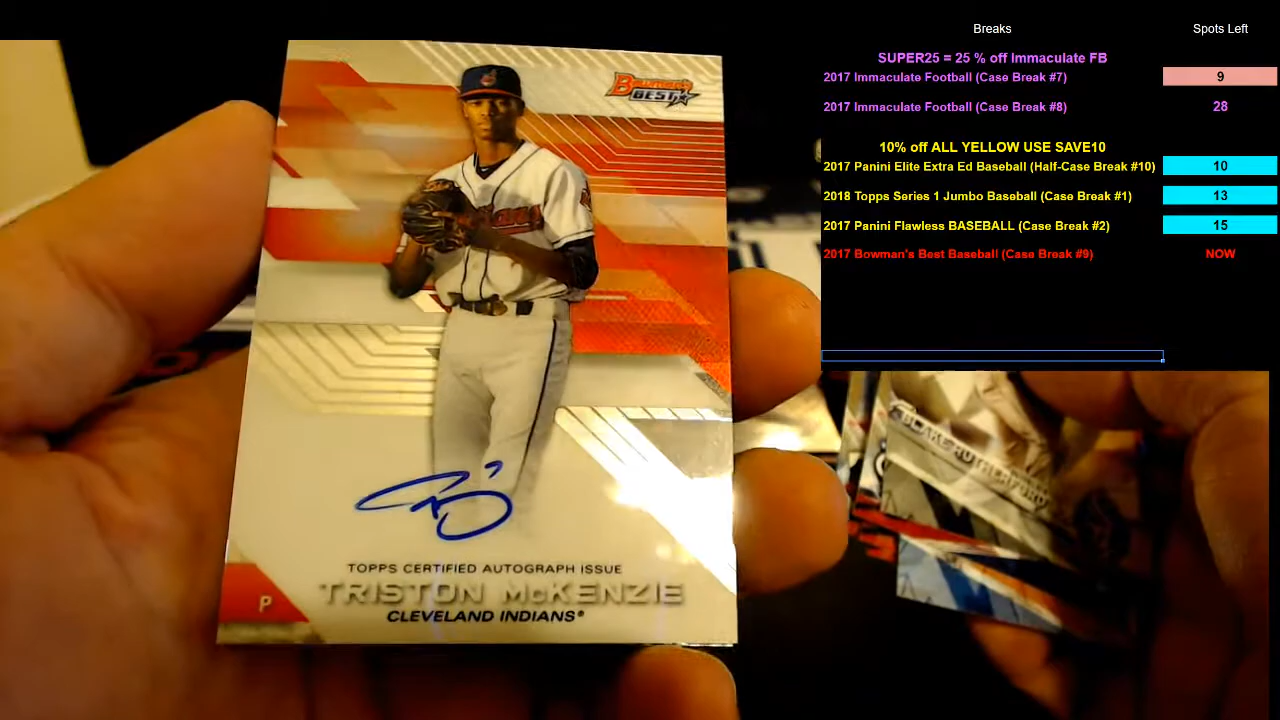 Bowman's
BEST
Indians
TOPPS CERTIFIED AUTOGRAPH ISSUE
P
TRISTON McKENZIE
CLEVELAND INDIANS®
Breaks Spots Left
SUPER25 = 25 % off Immaculate FB
2017 Immaculate Football (Case Break #7) 9
2017 Immaculate Football (Case Break #8) 28
10% off ALL YELLOW USE SAVE10
2017 Panini Elite Extra Ed Baseball (Half-Case Break #10) 10
2018 Topps Series 1 Jumbo Baseball (Case Break #1) 13
2017 Panini Flawless BASEBALL (Case Break #2) 15
2017 Bowman's Best Baseball (Case Break #9) NOW
BLAKE RUTHERFORD